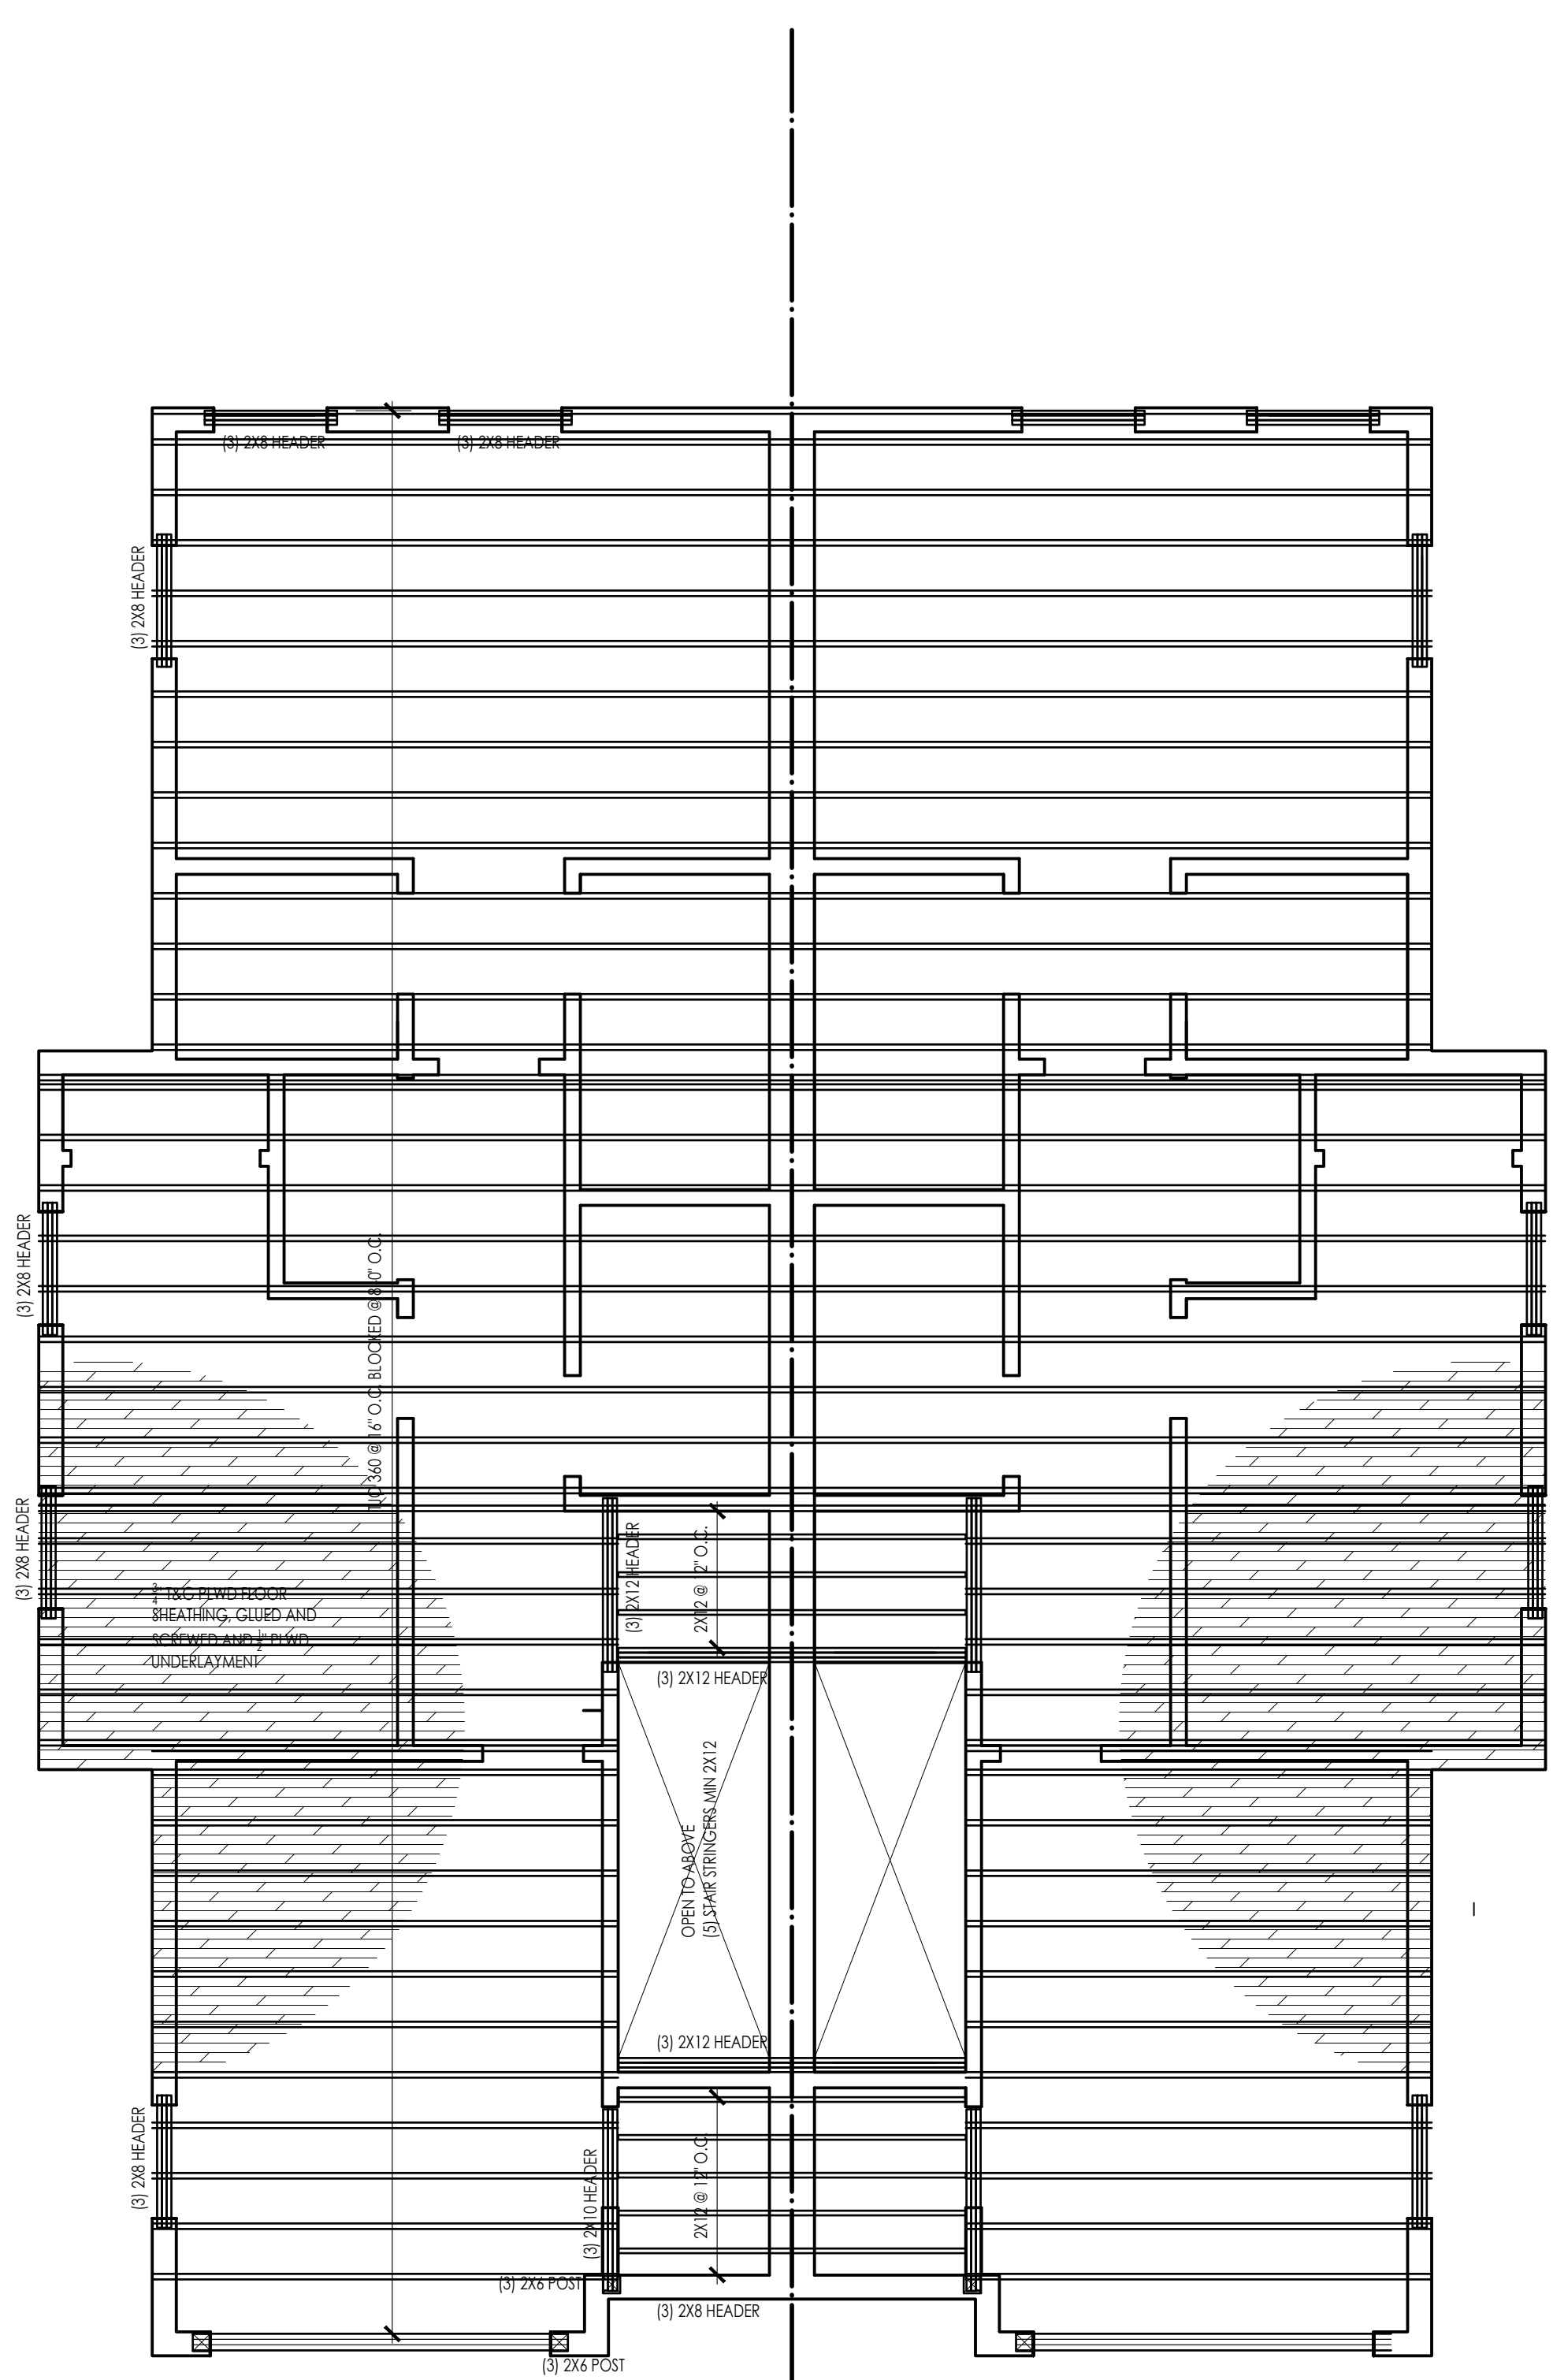 (3) 2X8 HEADER
(3) 2X8 HEADER
(3) 2X8 HEADER
(3) 2X8 HEADER
TJO 360 @ 16" O.C. BLOCKED @ 8'-0" O.C.
(3) 2X8 HEADER
(3) 2X12 HEADER
2X12 @ 12" O.C.
3/4" T&G PLWD FLOOR
SHEATHING, GLUED AND
SCREWED AND 1/2" PLWD
UNDERLAYMENT
(3) 2X12 HEADER
OPEN TO ABOVE
(5) STAIR STRINGERS MIN 2X12
(3) 2X12 HEADER
(3) 2X8 HEADER
(3) 2X10 HEADER
2X12 @ 12" O.C.
(3) 2X6 POST
(3) 2X8 HEADER
(3) 2X6 POST